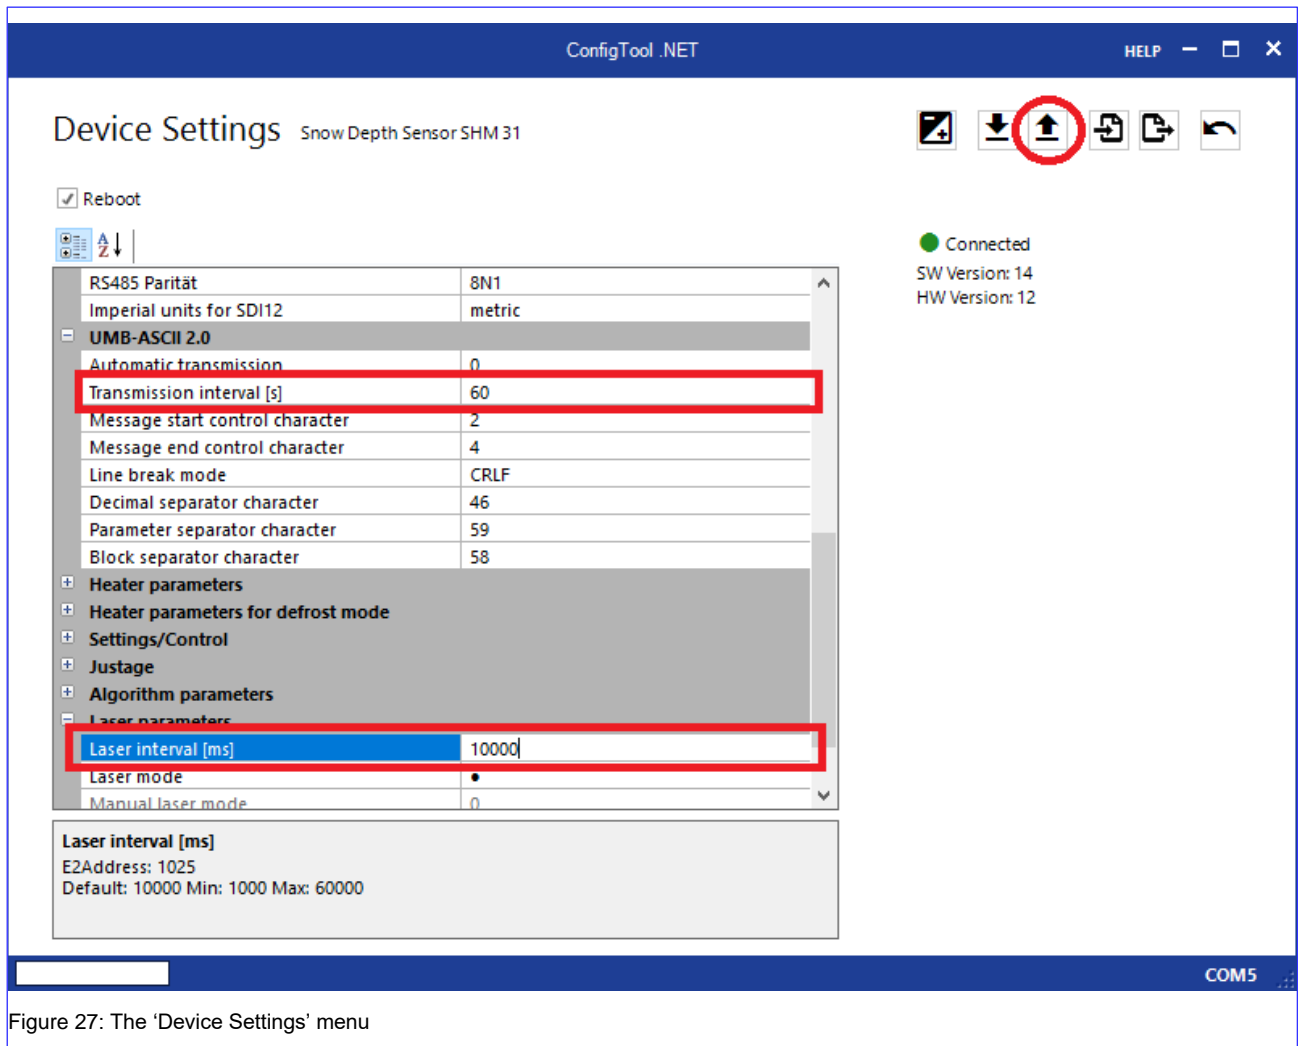 ConfigTool .NET
HELP
Device Settings Snow Depth Sensor SHM 31
Reboot
Connected
SW Version: 14
HW Version: 12
RS485 Parität 8N1
Imperial units for SDI12 metric
UMB-ASCII 2.0
Automatic transmission 0
Transmission interval [s] 60
Message start control character 2
Message end control character 4
Line break mode CRLF
Decimal separator character 46
Parameter separator character 59
Block separator character 58
Heater parameters
Heater parameters for defrost mode
Settings/Control
Justage
Algorithm parameters
Laser parameters
Laser interval [ms] 10000
Laser mode ●
Manual laser mode 0
Laser interval [ms]
E2Address: 1025
Default: 10000 Min: 1000 Max: 60000
COM5
Figure 27: The ‘Device Settings’ menu